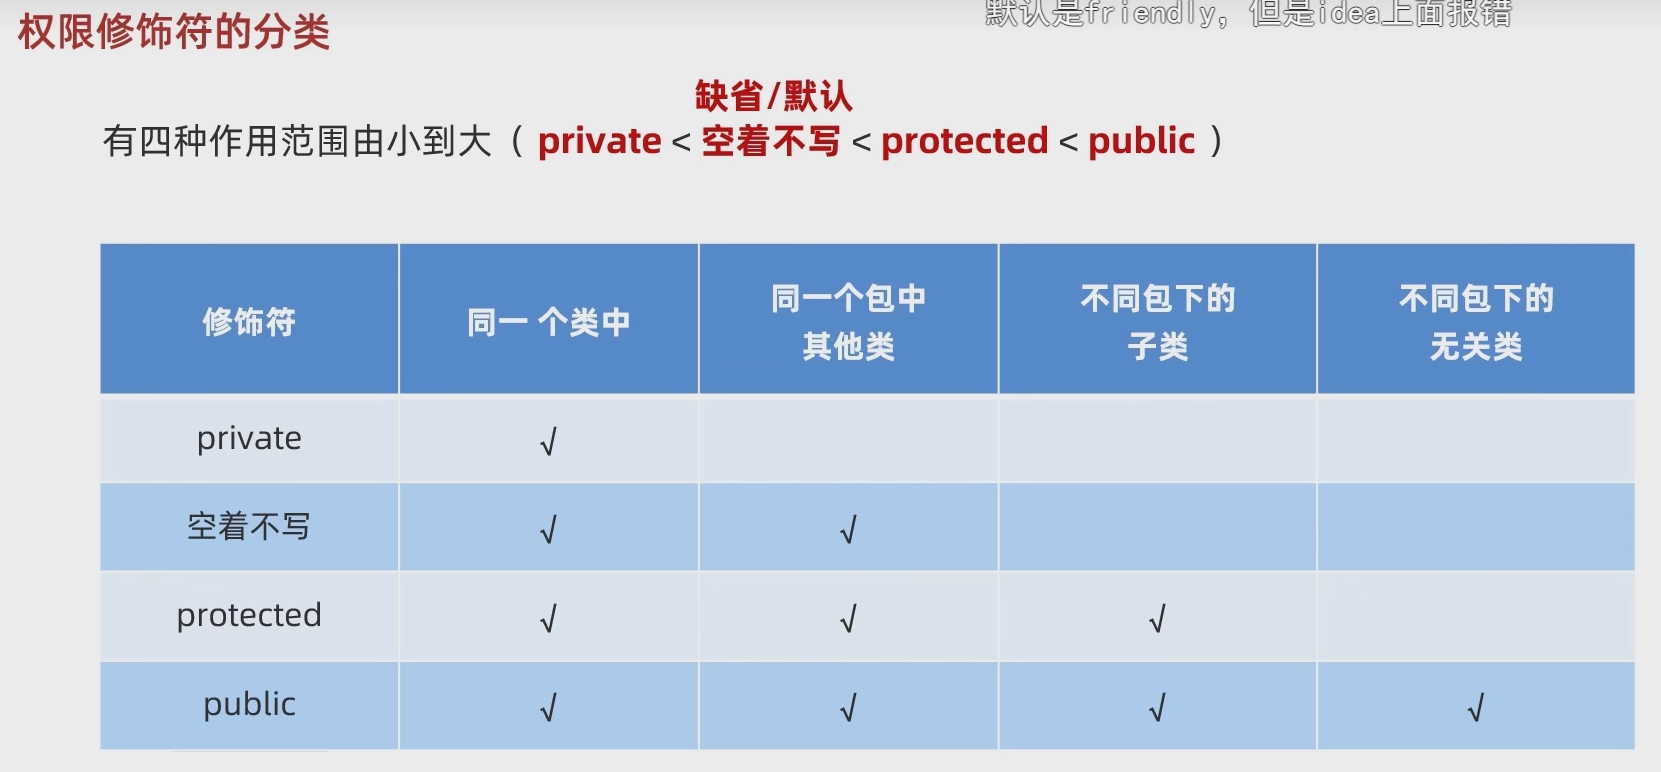 默认是friendly，但是idea上面报错
权限修饰符的分类
缺省/默认
有四种作用范围由小到大（ private < 空着不写 < protected < public ）
修饰符 同一 个类中 同一个包中 其他类 不同包下的 子类 不同包下的 无关类
private √
空着不写 √ √
protected √ √ √
public √ √ √ √